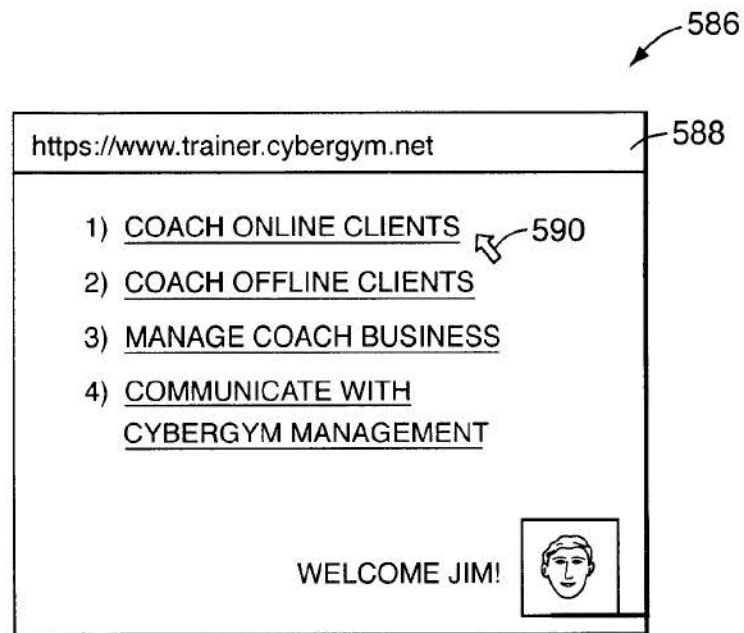 586
https://www.trainer.cybergym.net
588
1) COACH ONLINE CLIENTS
590
2) COACH OFFLINE CLIENTS
3) MANAGE COACH BUSINESS
4) COMMUNICATE WITH
CYBERGYM MANAGEMENT
WELCOME JIM!